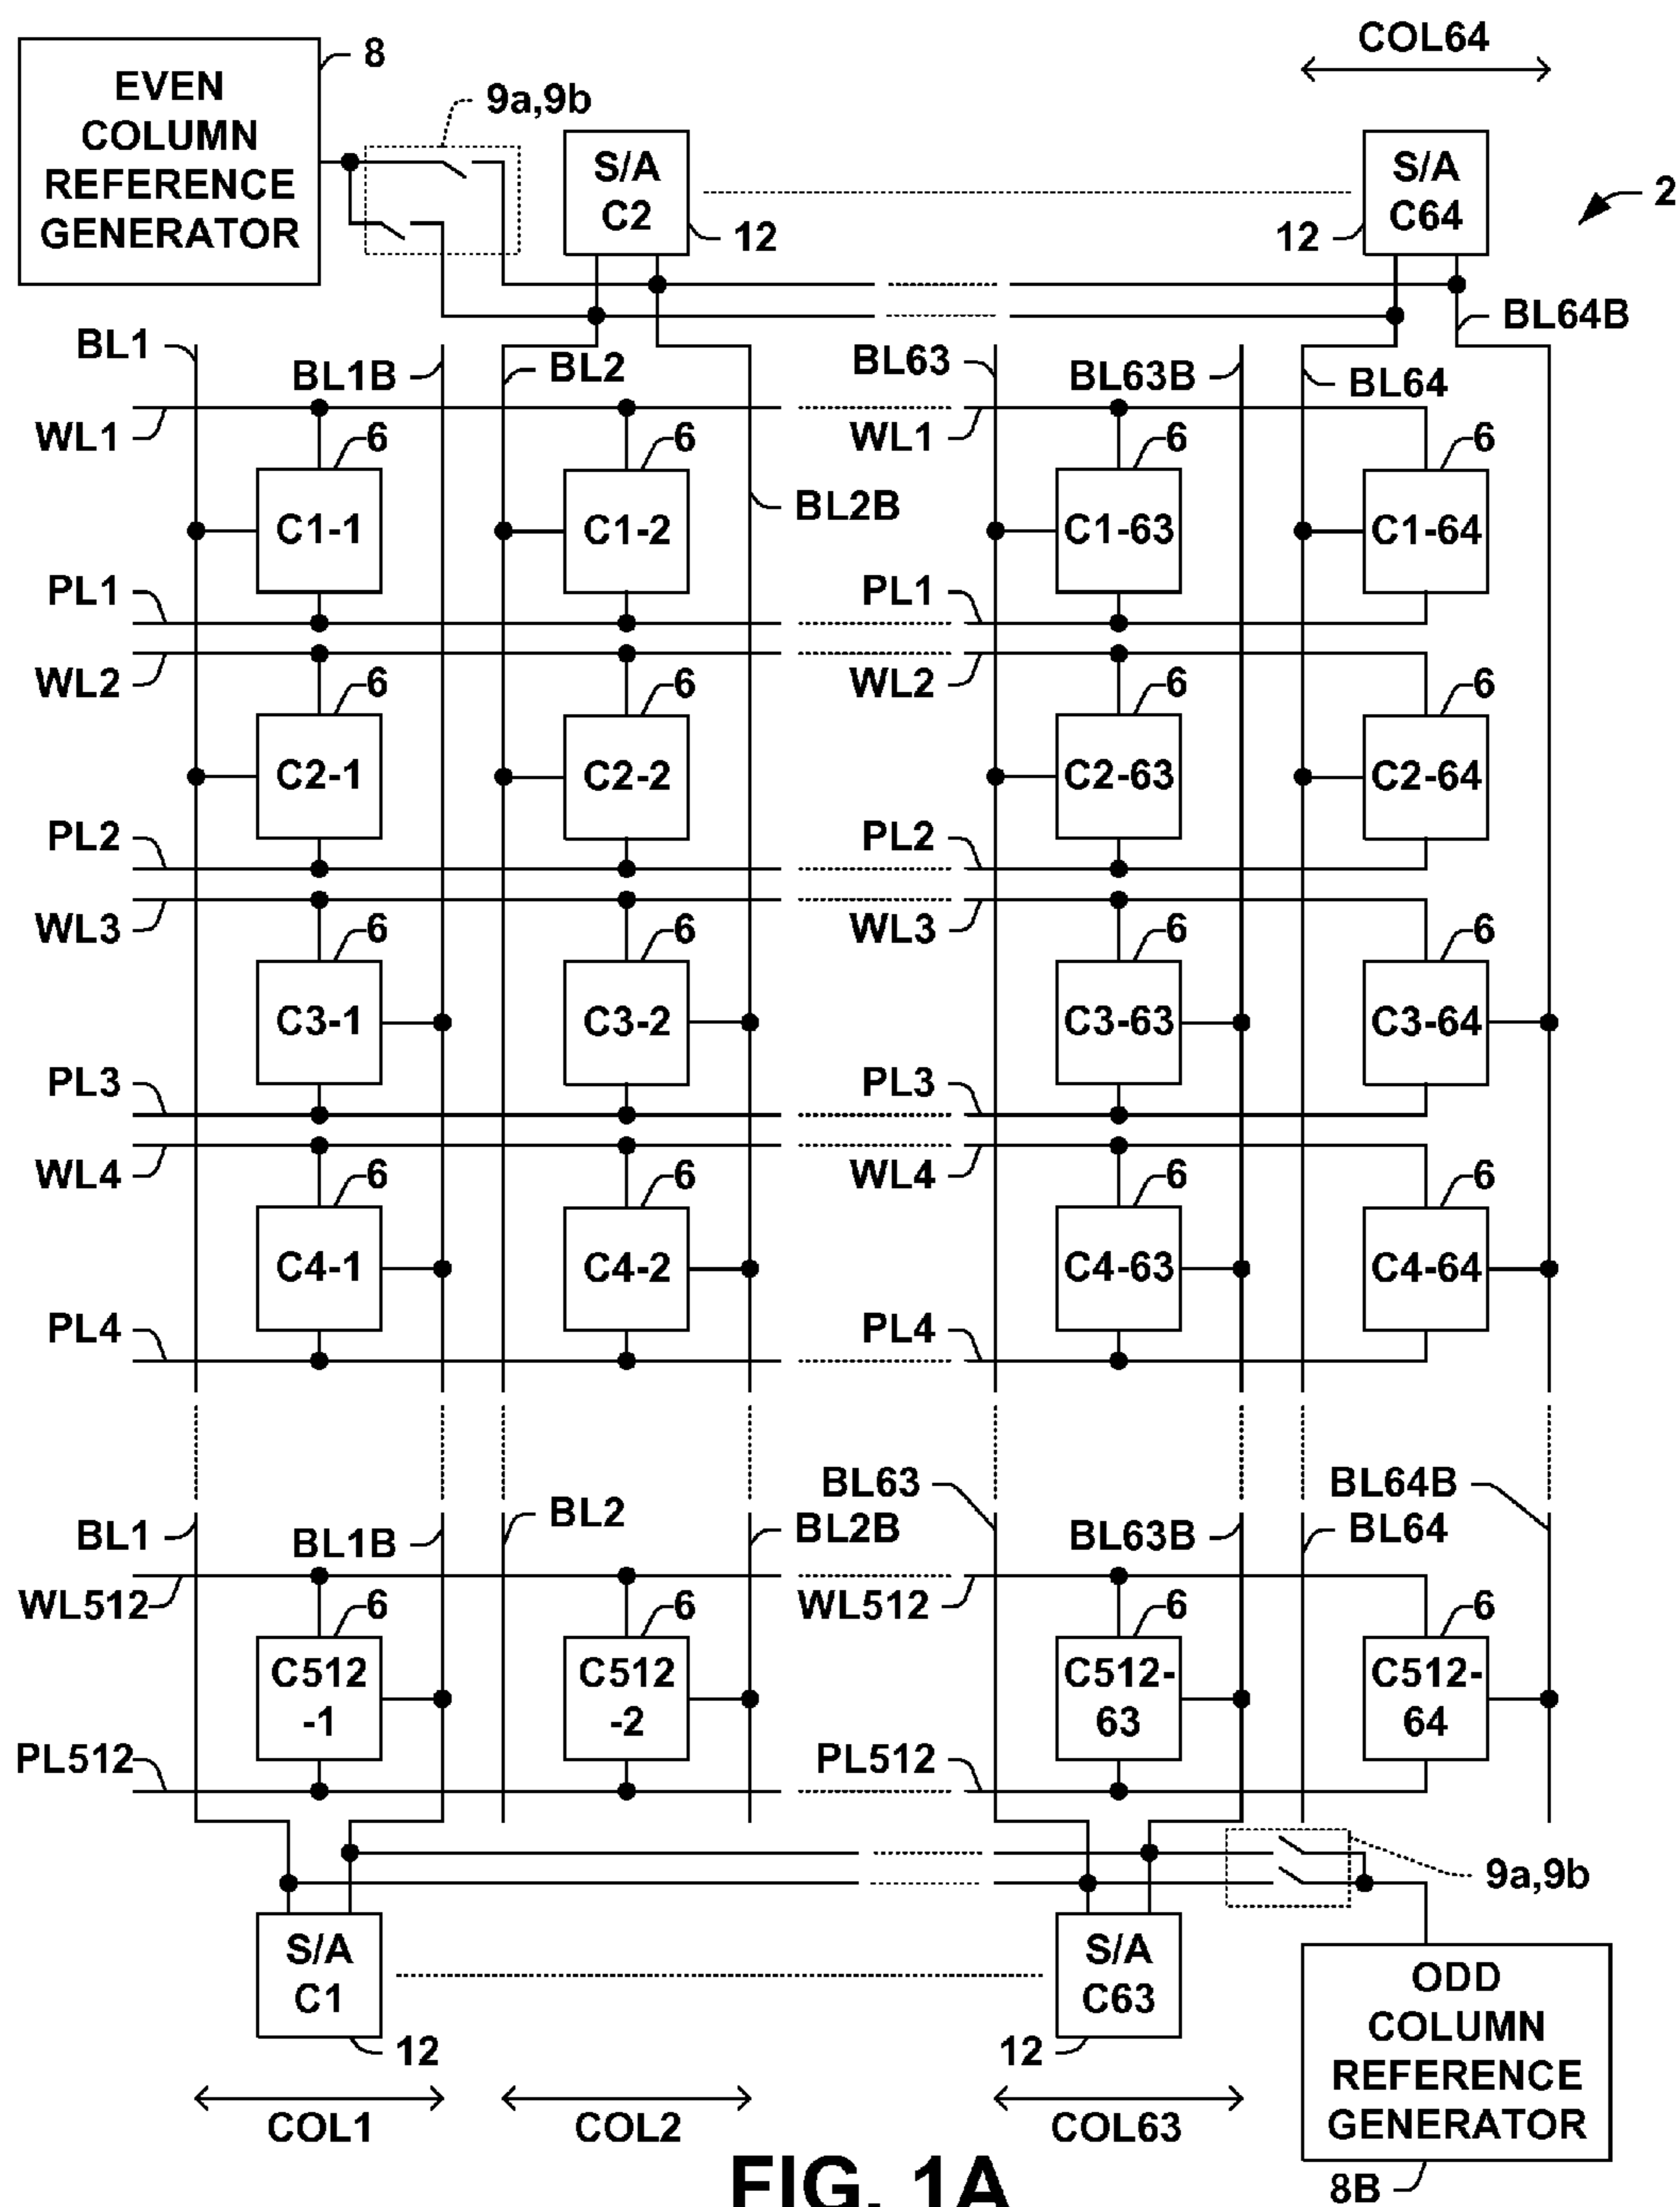 COL64
8
EVEN
COLUMN
REFERENCE
GENERATOR
9a,9b
S/A
C2
12
S/A
C64
12
2
BL64B
BL1
BL1B
BL2
BL63
BL63B
BL64
WL1
6
6
WL1
6
6
C1-1
C1-2
BL2B
C1-63
C1-64
PL1
PL1
WL2
6
6
WL2
6
6
C2-1
C2-2
C2-63
C2-64
PL2
PL2
WL3
6
6
WL3
6
6
C3-1
C3-2
C3-63
C3-64
PL3
PL3
WL4
6
6
WL4
6
6
C4-1
C4-2
C4-63
C4-64
PL4
PL4
BL1
BL1B
BL2
BL2B
BL63
BL63B
BL64
BL64B
WL512
6
6
WL512
6
6
C512
-1
C512
-2
C512-
63
C512-
64
PL512
PL512
9a,9b
S/A
C1
12
S/A
C63
12
ODD
COLUMN
REFERENCE
GENERATOR
8B
COL1
COL2
COL63
FIG. 1A